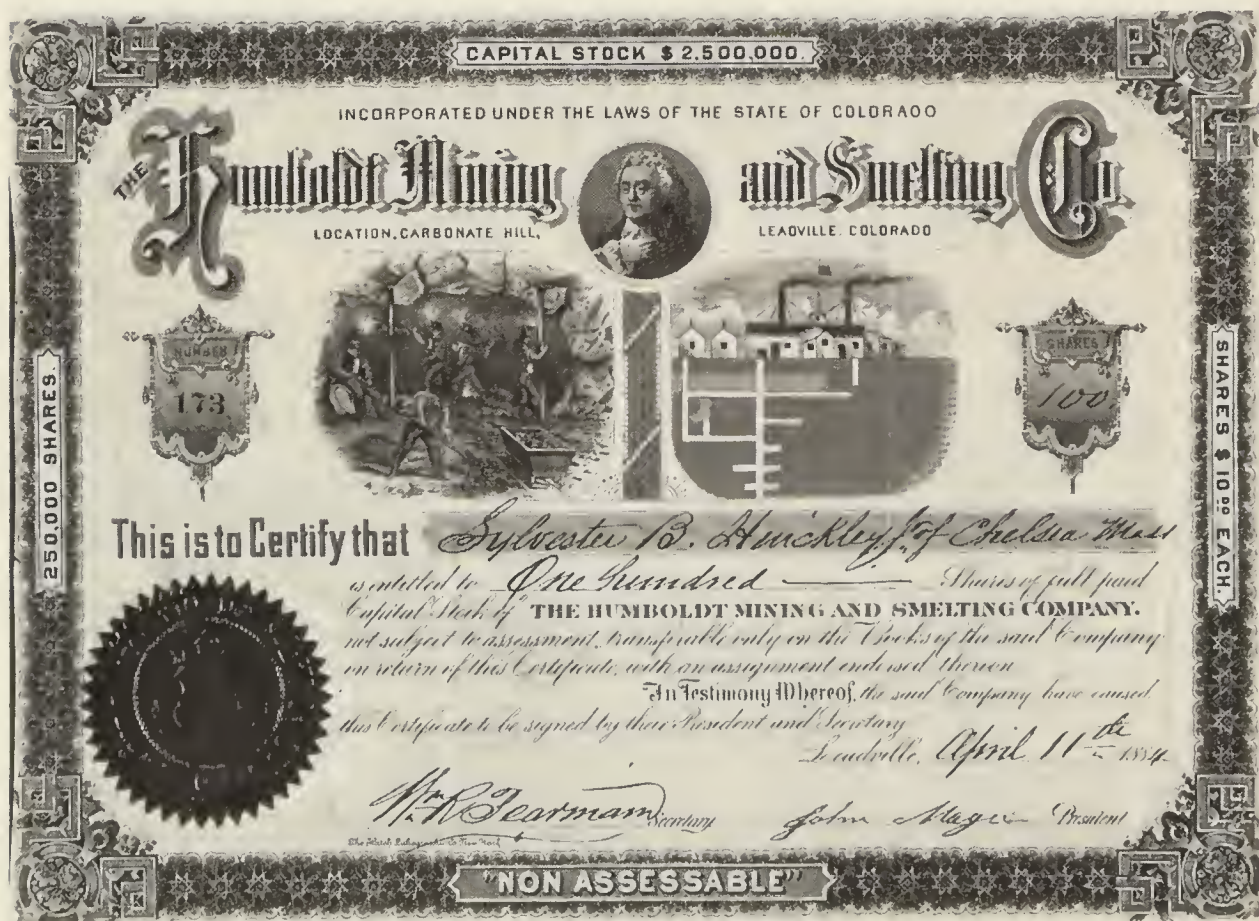 CAPITAL STOCK $ 2.500.000.
INCORPORATED UNDER THE LAWS OF THE STATE OF COLORADO
THE Humboldt Mining and Smelting Co.
LOCATION, CARBONATE HILL, LEADVILLE. COLORADO
NUMBER
173
SHARES
100
250,000 SHARES.
SHARES $ 10 00 EACH.
This is to Certify that Sylvester B. Hinckley Jr. of Chelsea Mass
is entitled to One hundred Shares of full paid
Capital Stock of THE HUMBOLDT MINING AND SMELTING COMPANY.
not subject to assessment, transferable only on the Books of the said Company
on return of this Certificate, with an assignment endorsed thereon
In Testimony Whereof, the said Company have caused
this Certificate to be signed by their President and Secretary
Leadville, April 11th 1884.
Wm R. Fearmam Secretary John Magee President
"NON ASSESSABLE"